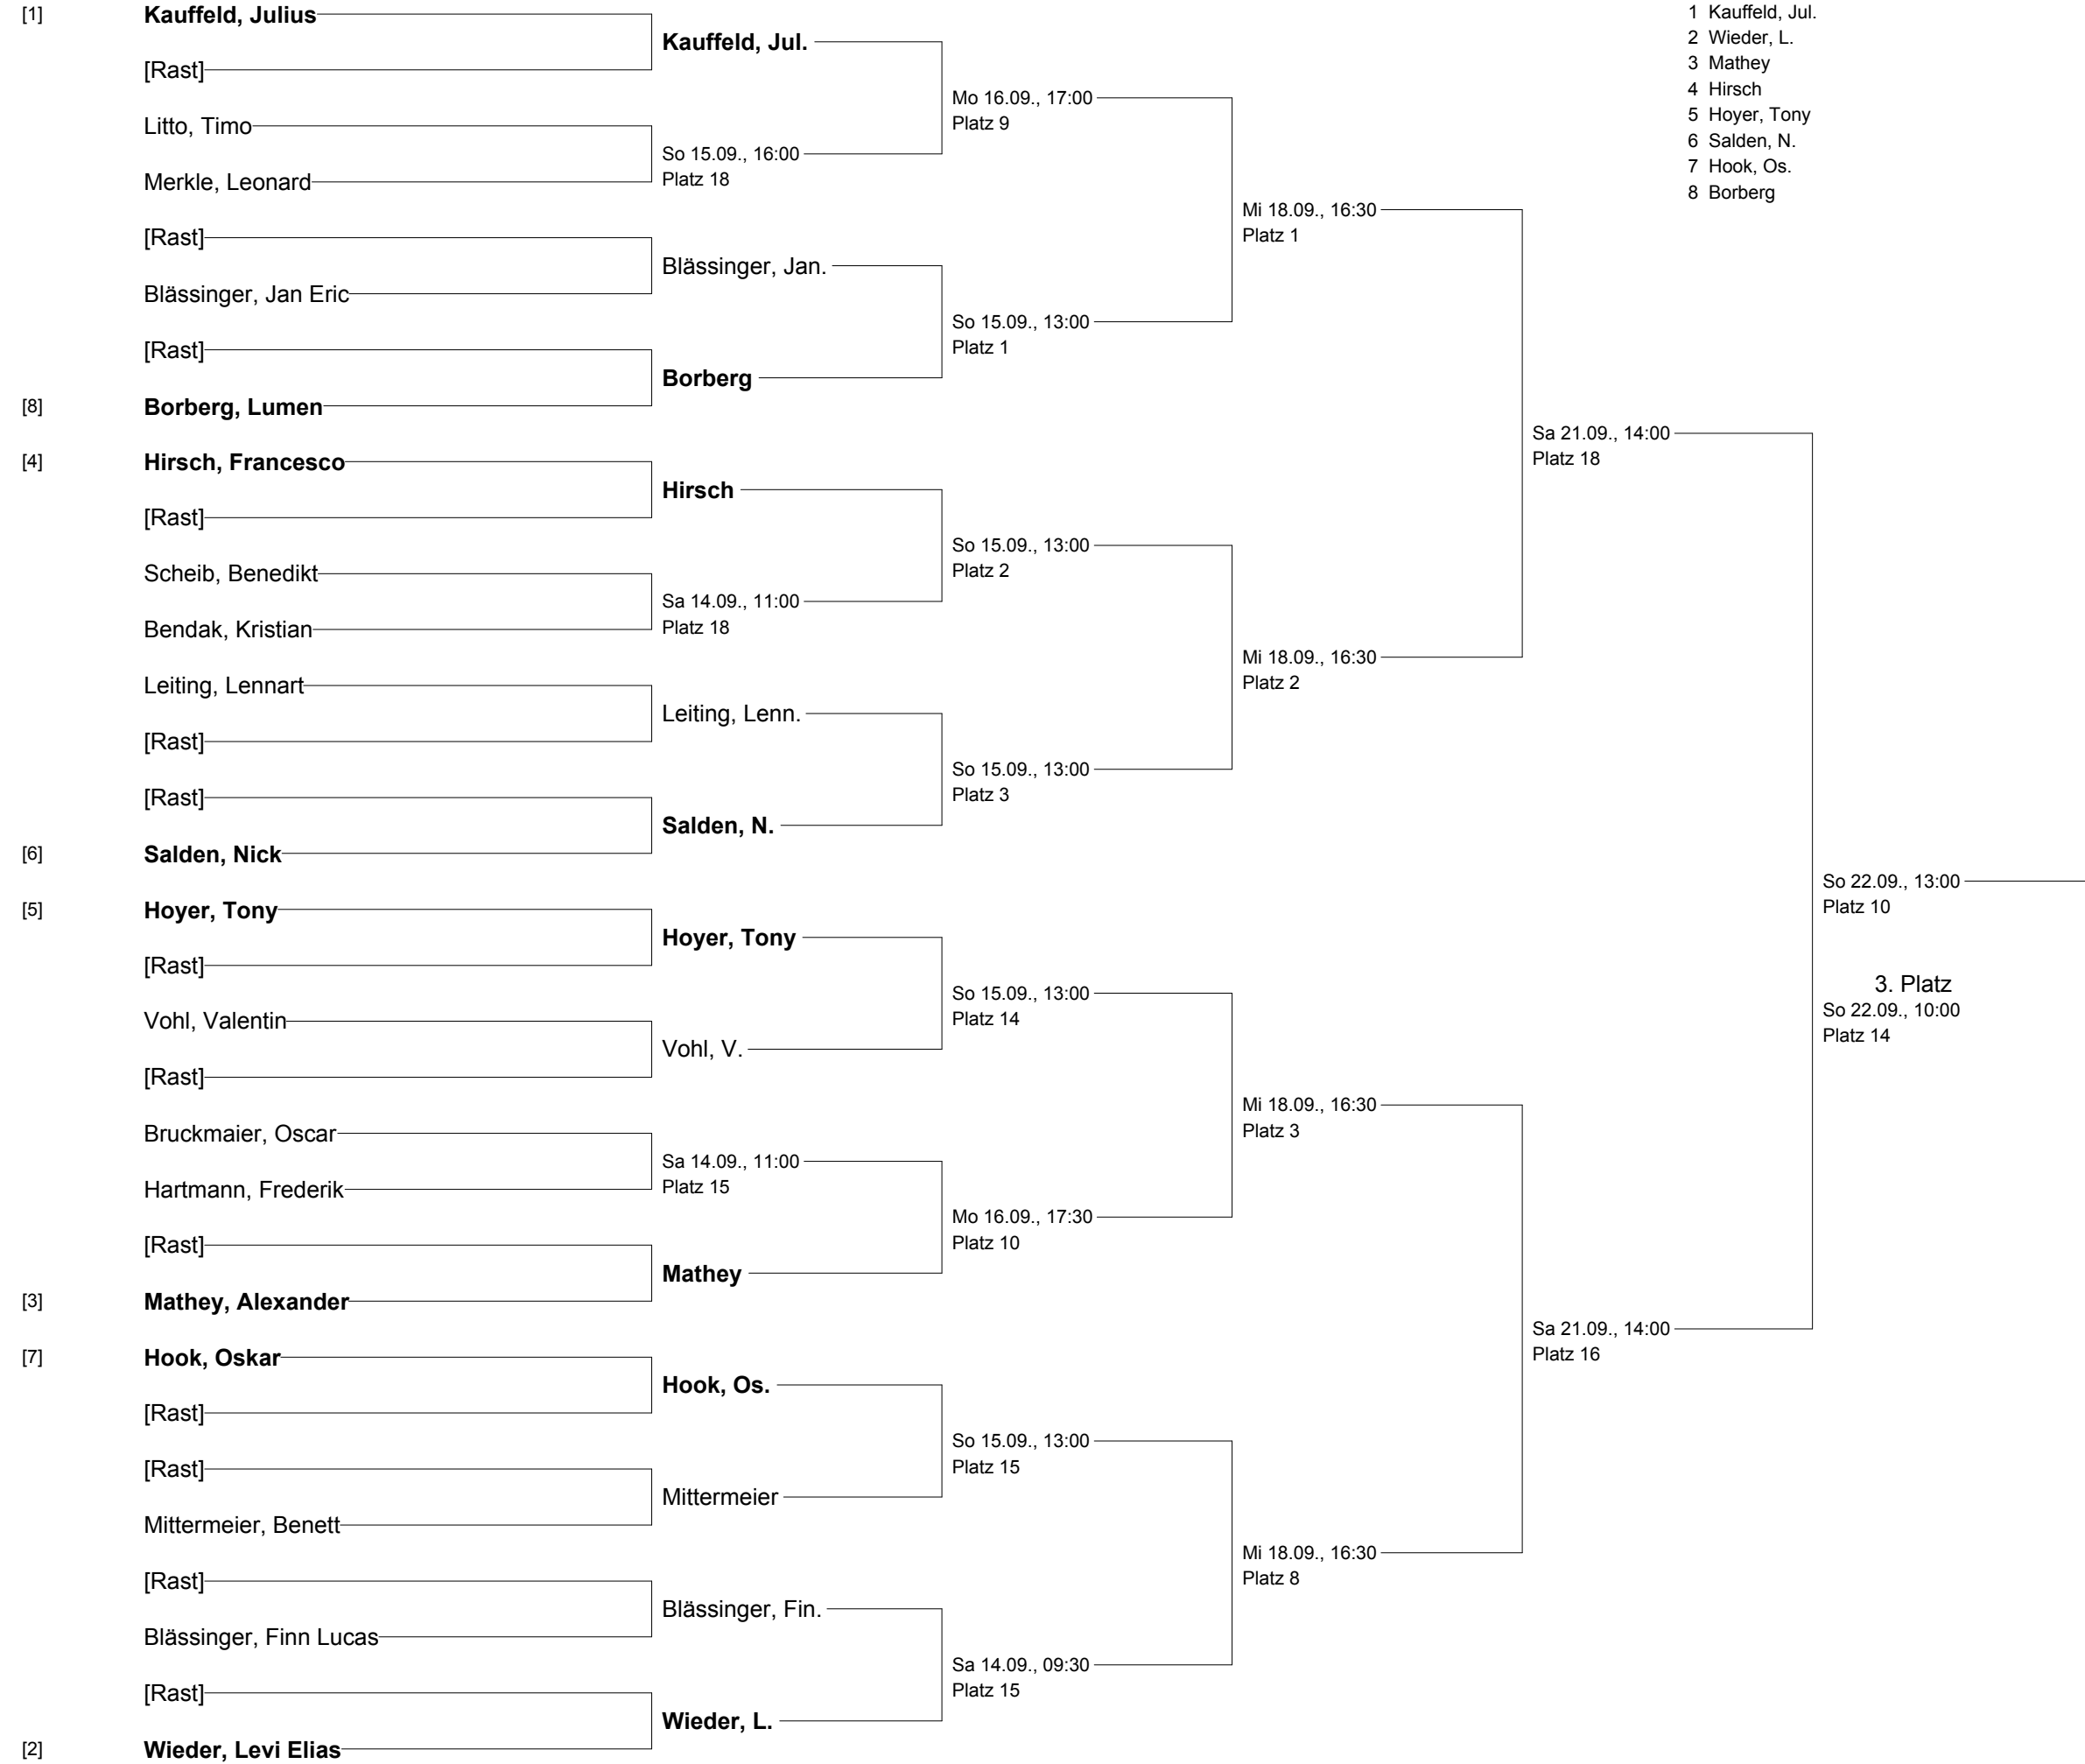 [1] Kauffeld, Julius
[Rast]
Litto, Timo
Merkle, Leonard
[Rast]
Blässinger, Jan Eric
[Rast]
[8] Borberg, Lumen
[4] Hirsch, Francesco
[Rast]
Scheib, Benedikt
Bendak, Kristian
Leiting, Lennart
[Rast]
[Rast]
[6] Salden, Nick
[5] Hoyer, Tony
[Rast]
Vohl, Valentin
[Rast]
Bruckmaier, Oscar
Hartmann, Frederik
[Rast]
[3] Mathey, Alexander
[7] Hook, Oskar
[Rast]
[Rast]
Mittermeier, Benett
[Rast]
Blässinger, Finn Lucas
[Rast]
[2] Wieder, Levi Elias
Kauffeld, Jul.
So 15.09., 16:00
Platz 18
Blässinger, Jan.
Borberg
Hirsch
Sa 14.09., 11:00
Platz 18
Leiting, Lenn.
Salden, N.
Hoyer, Tony
Vohl, V.
Sa 14.09., 11:00
Platz 15
Mathey
Hook, Os.
Mittermeier
Blässinger, Fin.
Wieder, L.
Mo 16.09., 17:00
Platz 9
So 15.09., 13:00
Platz 1
So 15.09., 13:00
Platz 2
So 15.09., 13:00
Platz 3
So 15.09., 13:00
Platz 14
Mo 16.09., 17:30
Platz 10
So 15.09., 13:00
Platz 15
Sa 14.09., 09:30
Platz 15
Mi 18.09., 16:30
Platz 1
Mi 18.09., 16:30
Platz 2
Mi 18.09., 16:30
Platz 3
Mi 18.09., 16:30
Platz 8
Sa 21.09., 14:00
Platz 18
Sa 21.09., 14:00
Platz 16
So 22.09., 13:00
Platz 10
3. Platz
So 22.09., 10:00
Platz 14
1 Kauffeld, Jul.
2 Wieder, L.
3 Mathey
4 Hirsch
5 Hoyer, Tony
6 Salden, N.
7 Hook, Os.
8 Borberg